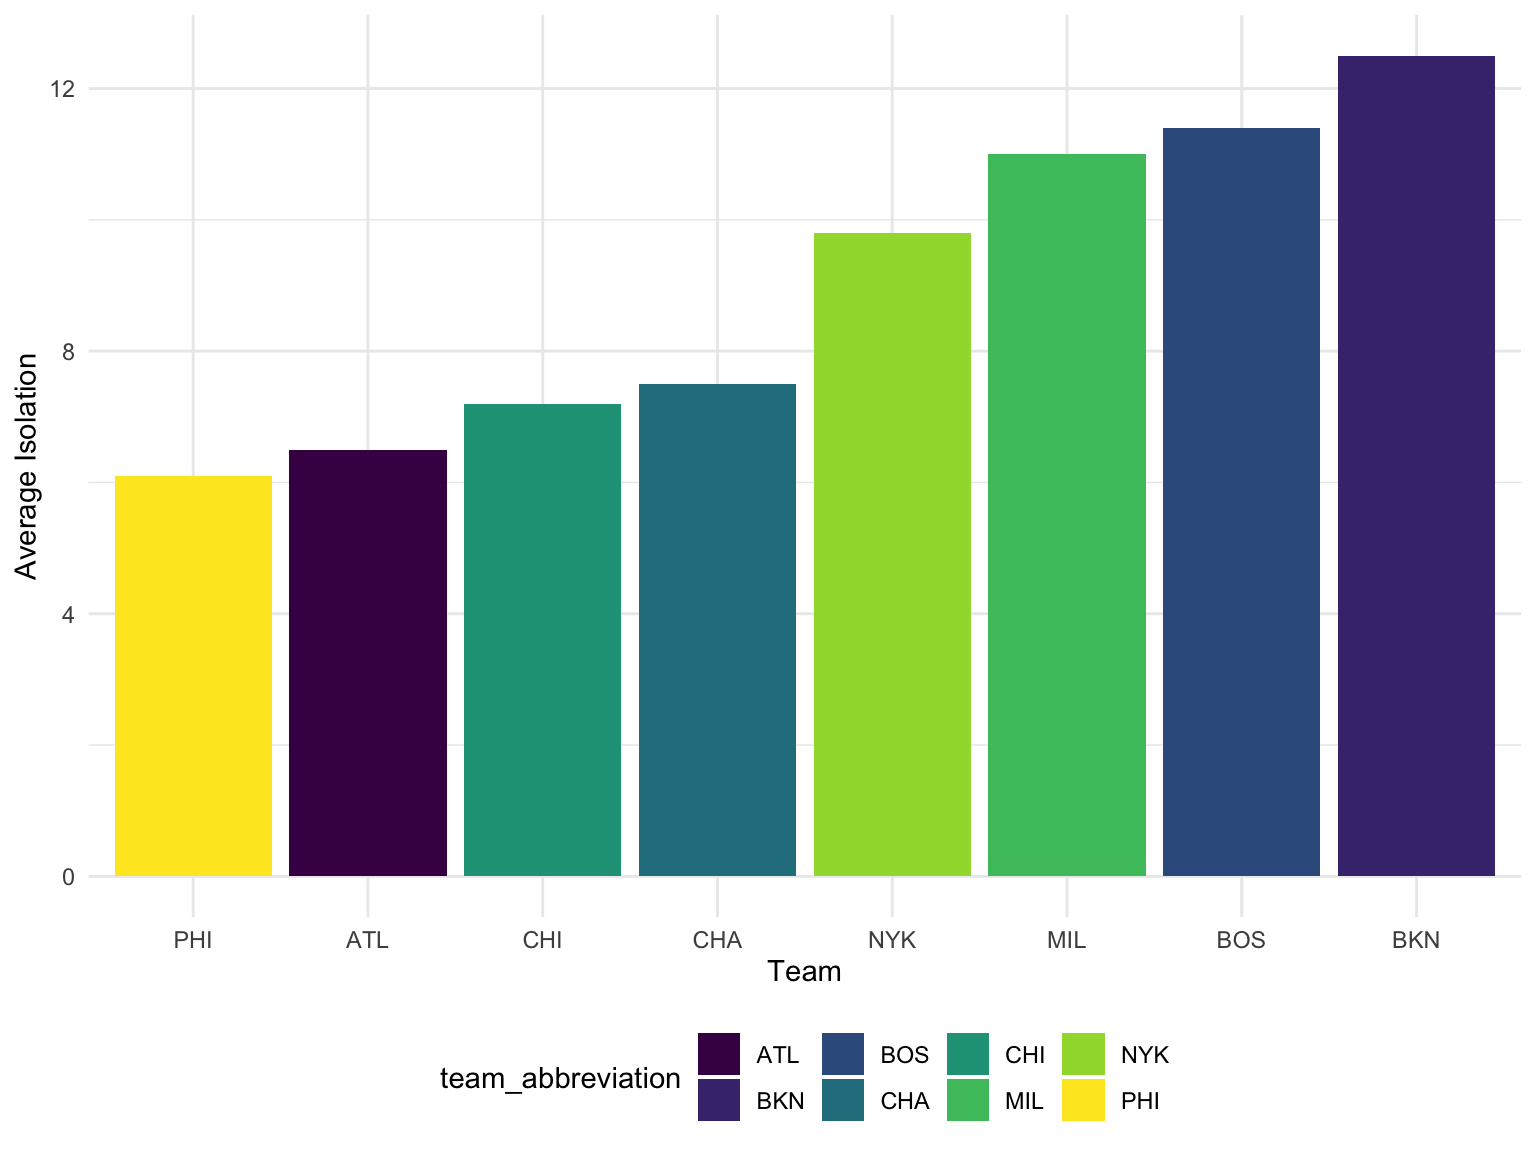 12
8
4
0
Average Isolation
PHI ATL CHI CHA NYK MIL BOS BKN
Team
team_abbreviation
ATL BOS CHI NYK
BKN CHA MIL PHI